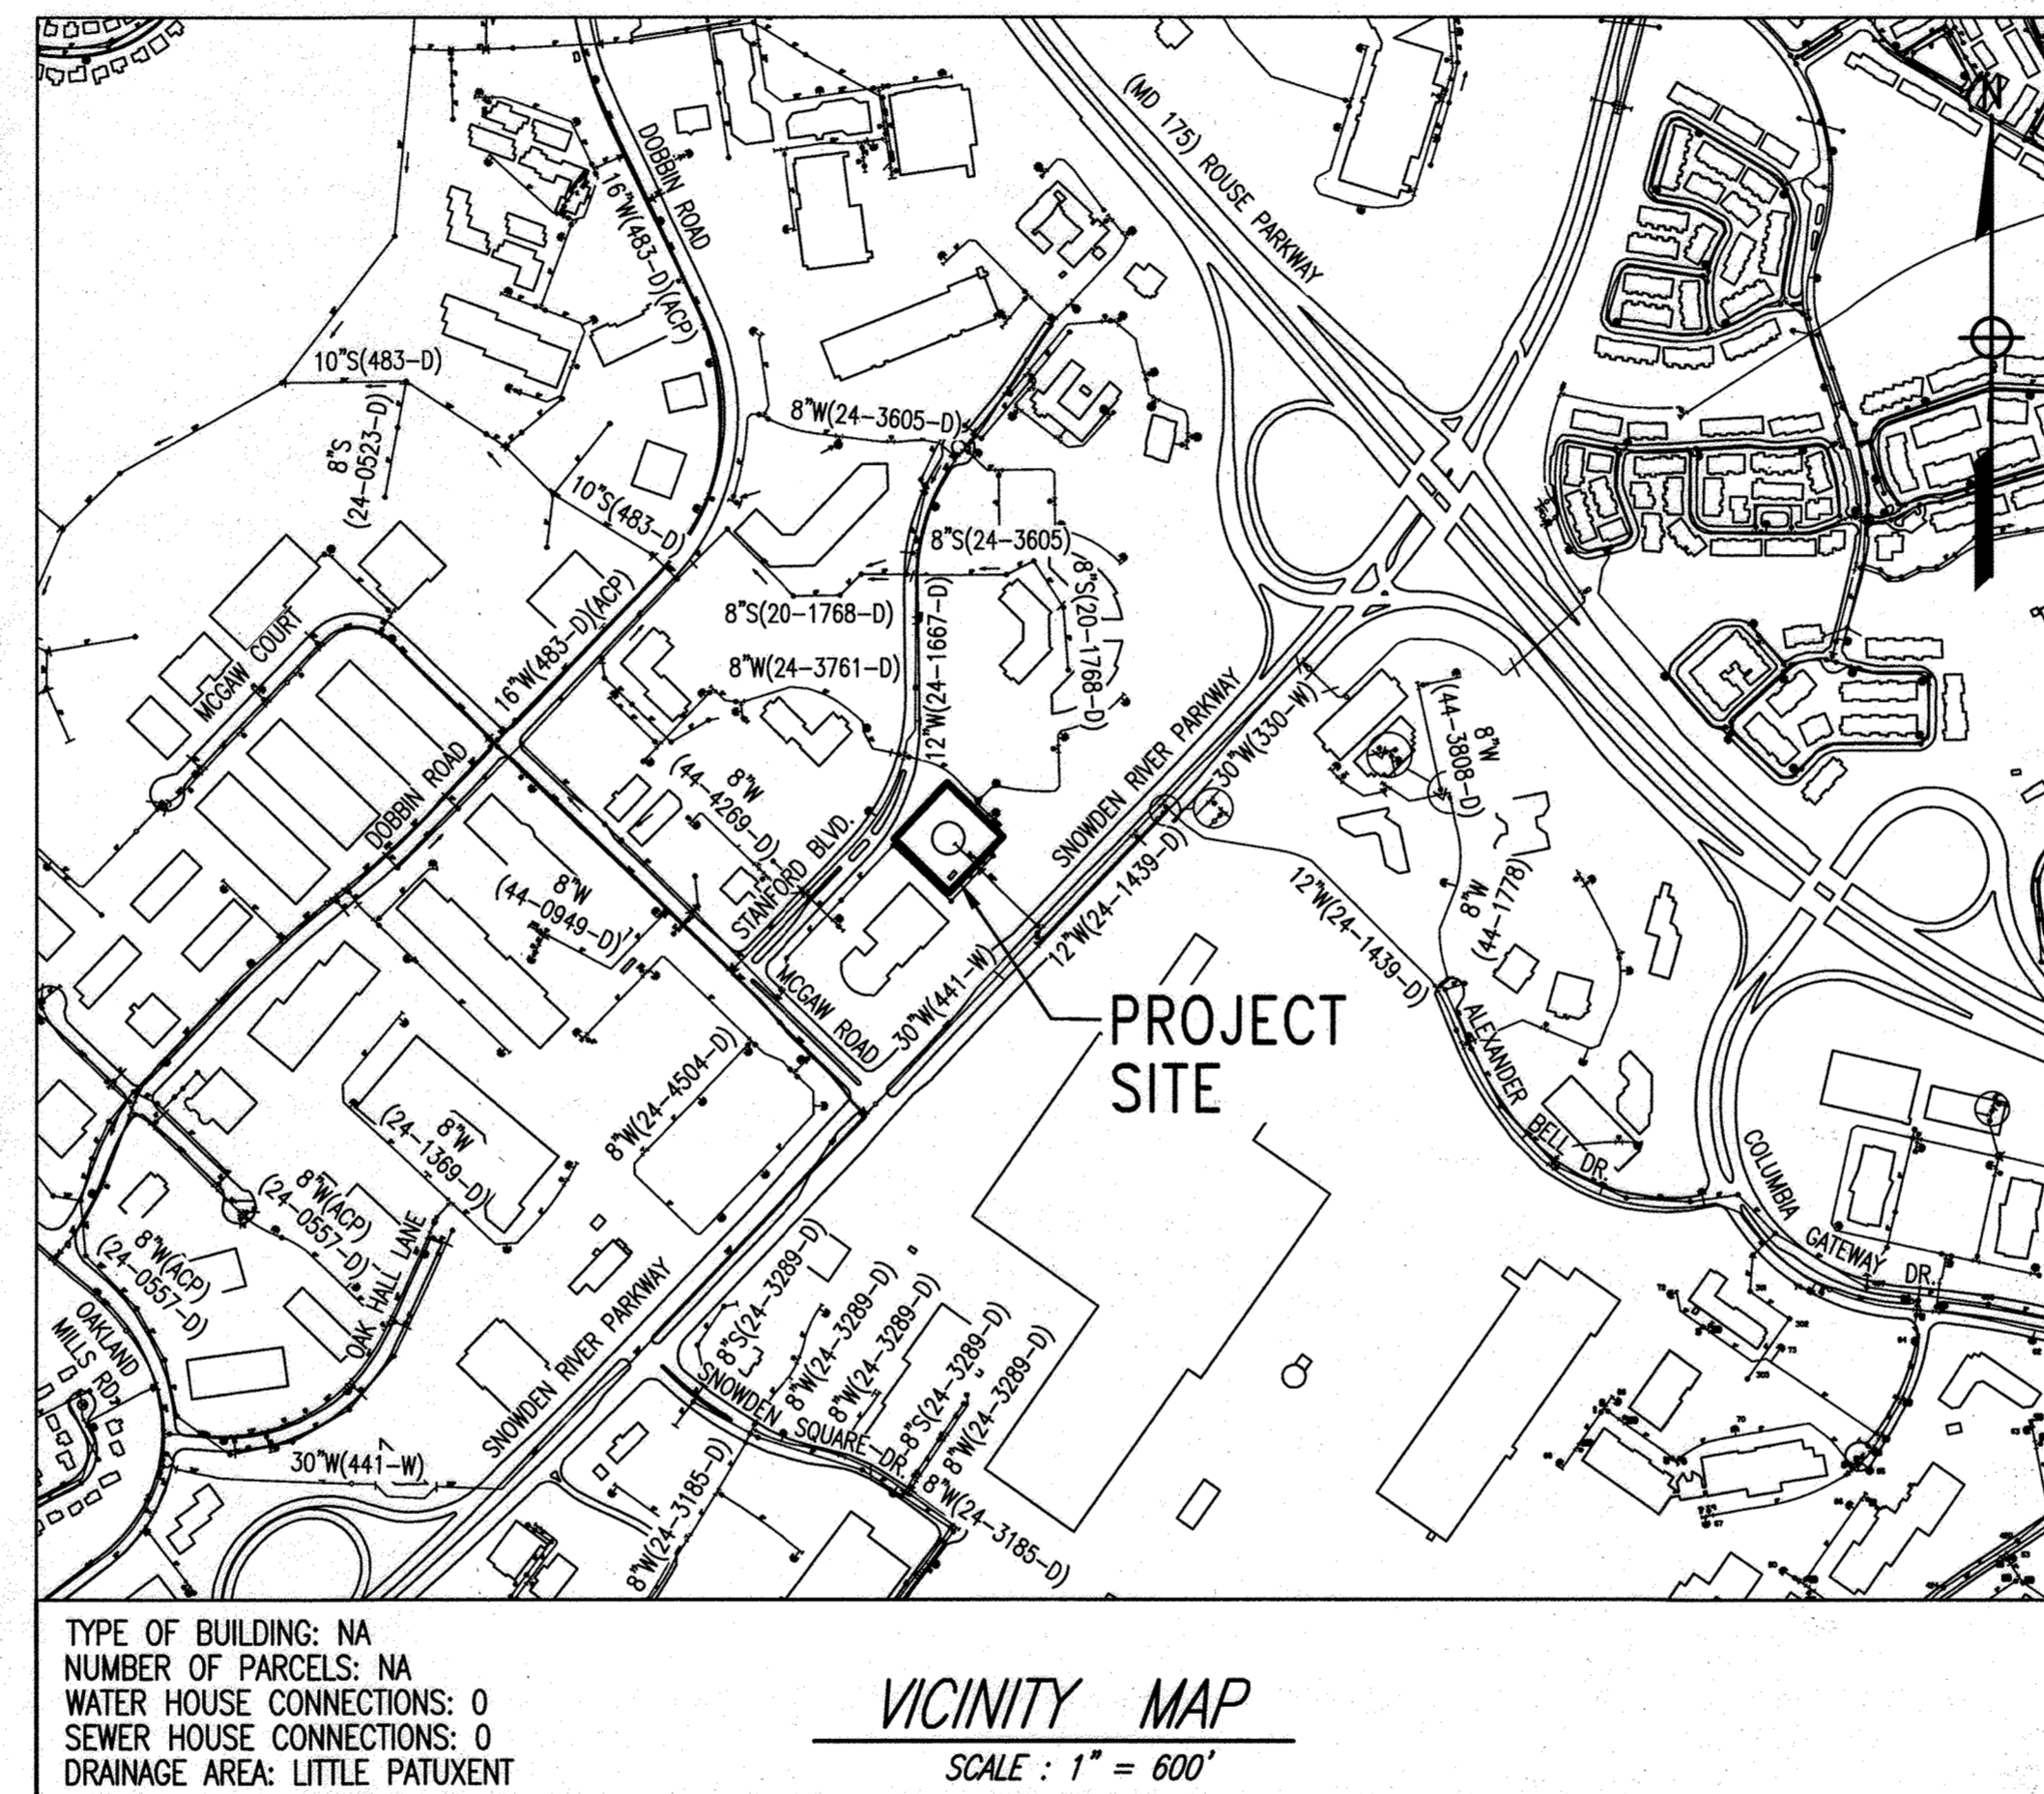 N
(MD 175) ROUSE PARKWAY
DOBBIN ROAD
16"W(483-D)(ACP)
10"S(483-D)
8"S
(24-0523-D)
8"W(24-3605-D)
10"S(483-D)
8"S(24-3605)
8"S(20-1768-D)
8"S(20-1768-D)
12"W(24-1667-D)
16"W(483-D)(ACP)
MCGAW COURT
8"W(24-3761-D)
SNOWDEN RIVER PARKWAY
30"W(330-W)
8"W
(44-3808-D)
DOBBIN ROAD
8"W
(44-4269-D)
STANFORD BLVD.
12"W(24-1439-D)
12"W(24-1439-D)
8"W
(44-1778)
8"W
(44-0949-D)
MCGAW ROAD
30"W(441-W)
PROJECT
SITE
ALEXANDER BELL DR.
8"W(24-4504-D)
8"W
(24-1369-D)
COLUMBIA GATEWAY DR.
8"W(ACP)
(24-0557-D)
8"W(ACP)
(24-0557-D)
OAK HALL LANE
OAKLAND
MILLS RD.
SNOWDEN RIVER PARKWAY
8"S(24-3289-D)
8"W(24-3289-D)
8"W(24-3289-D)
8"S(24-3289-D)
8"W(24-3289-D)
SNOWDEN SQUARE DR.
30"W(441-W)
8"W(24-3185-D)
8"W(24-3185-D)
TYPE OF BUILDING: NA
NUMBER OF PARCELS: NA
WATER HOUSE CONNECTIONS: 0
SEWER HOUSE CONNECTIONS: 0
DRAINAGE AREA: LITTLE PATUXENT
VICINITY MAP
SCALE : 1" = 600'